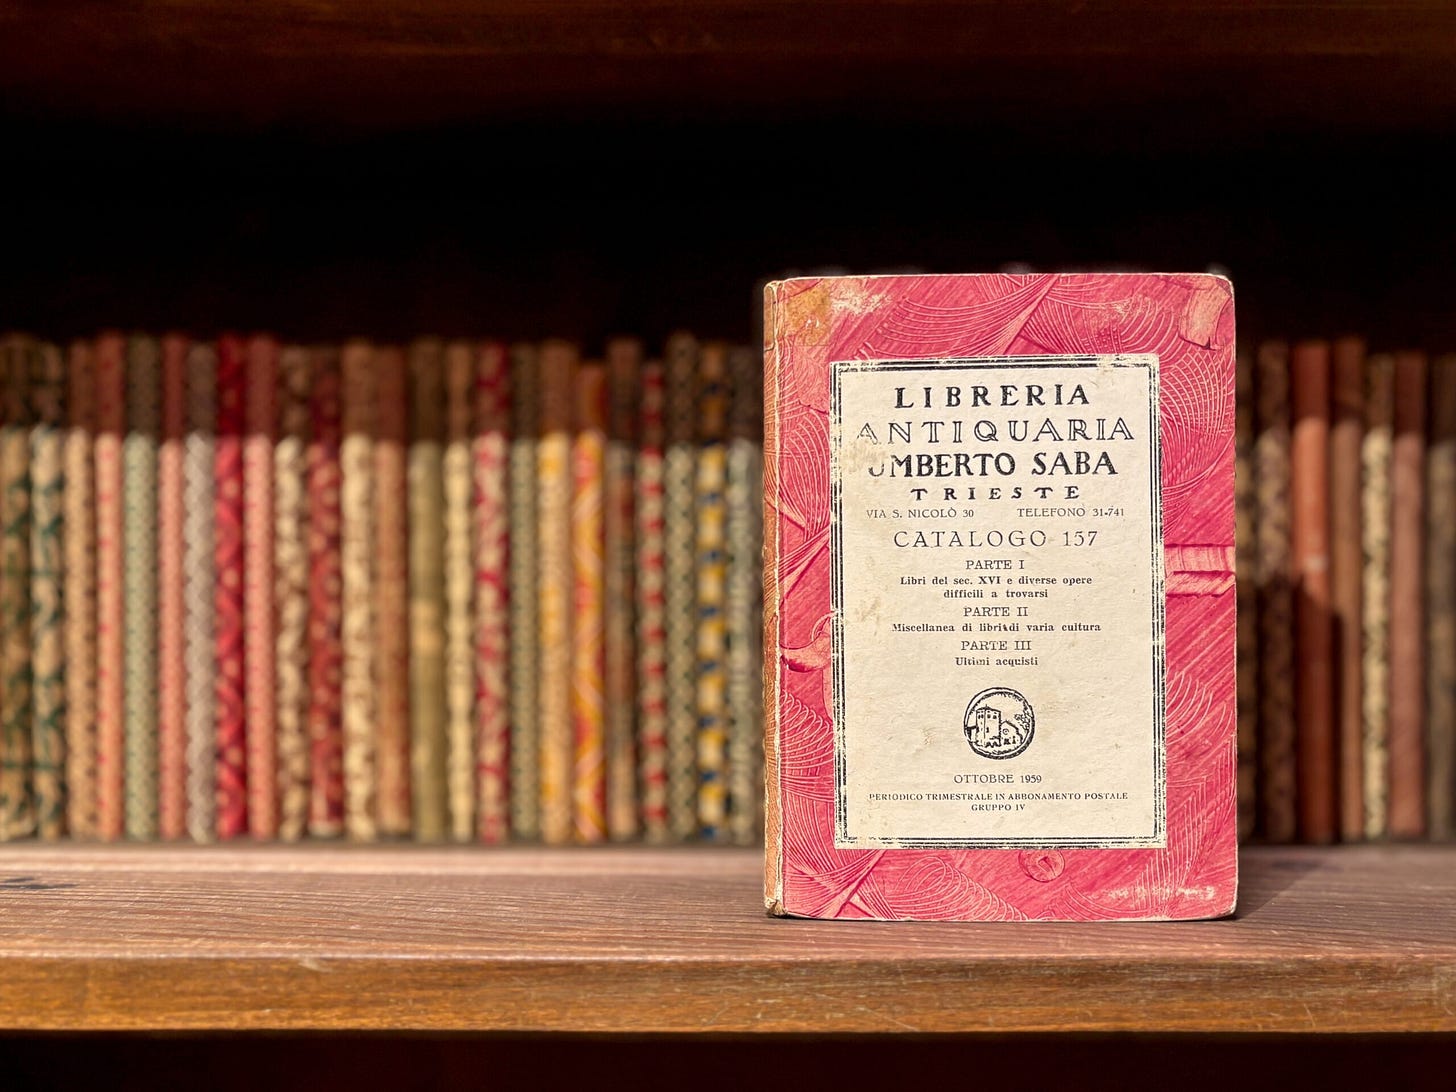 LIBRERIA
ANTIQUARIA
UMBERTO SABA
TRIESTE
VIA S. NICOLÒ 30 TELEFONO 31-741
CATALOGO 157
PARTE I
Libri del sec. XVI e diverse opere
difficili a trovarsi
PARTE II
Miscellanea di libri di varia cultura
PARTE III
Ultimi acquisti
OTTOBRE 1959
PERIODICO TRIMESTRALE IN ABBONAMENTO POSTALE
GRUPPO IV